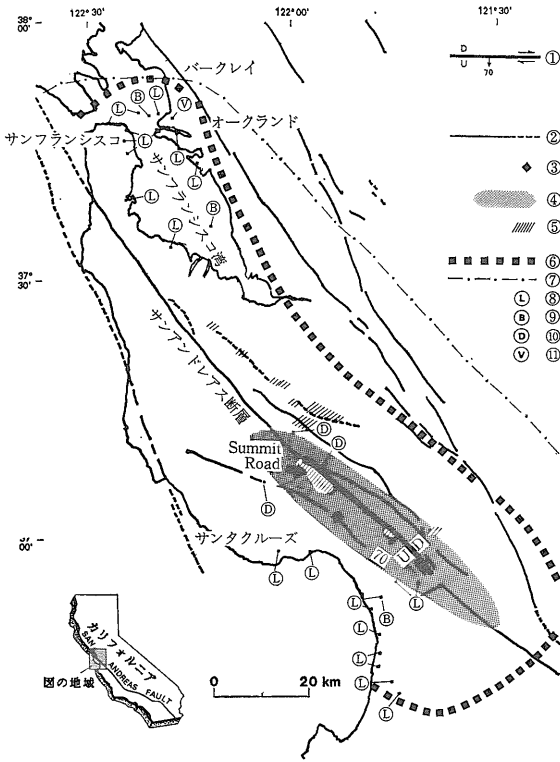 38° 00'
122°30'
122°00'
121°30'
バークレイ
オークランド
サンフランシスコ
サンフランシスコ湾
Ⓛ
Ⓑ
Ⓛ
Ⓥ
Ⓛ
Ⓛ
Ⓛ
Ⓑ
Ⓛ
37° 30'
サンアンドレアス断層
Summit
Road
Ⓓ
Ⓓ
Ⓓ
サンタクルーズ
00'
70 U D
Ⓛ
Ⓛ
Ⓛ
Ⓛ
Ⓑ
Ⓛ
Ⓛ
Ⓛ
Ⓛ
Ⓛ
カリフォルニア
SAN ANDREAS FAULT
図の地域
0 20 km
D
U 70 ①
②
③
④
⑤
⑥
⑦
Ⓛ ⑧
Ⓑ ⑨
Ⓓ ⑩
Ⓥ ⑪